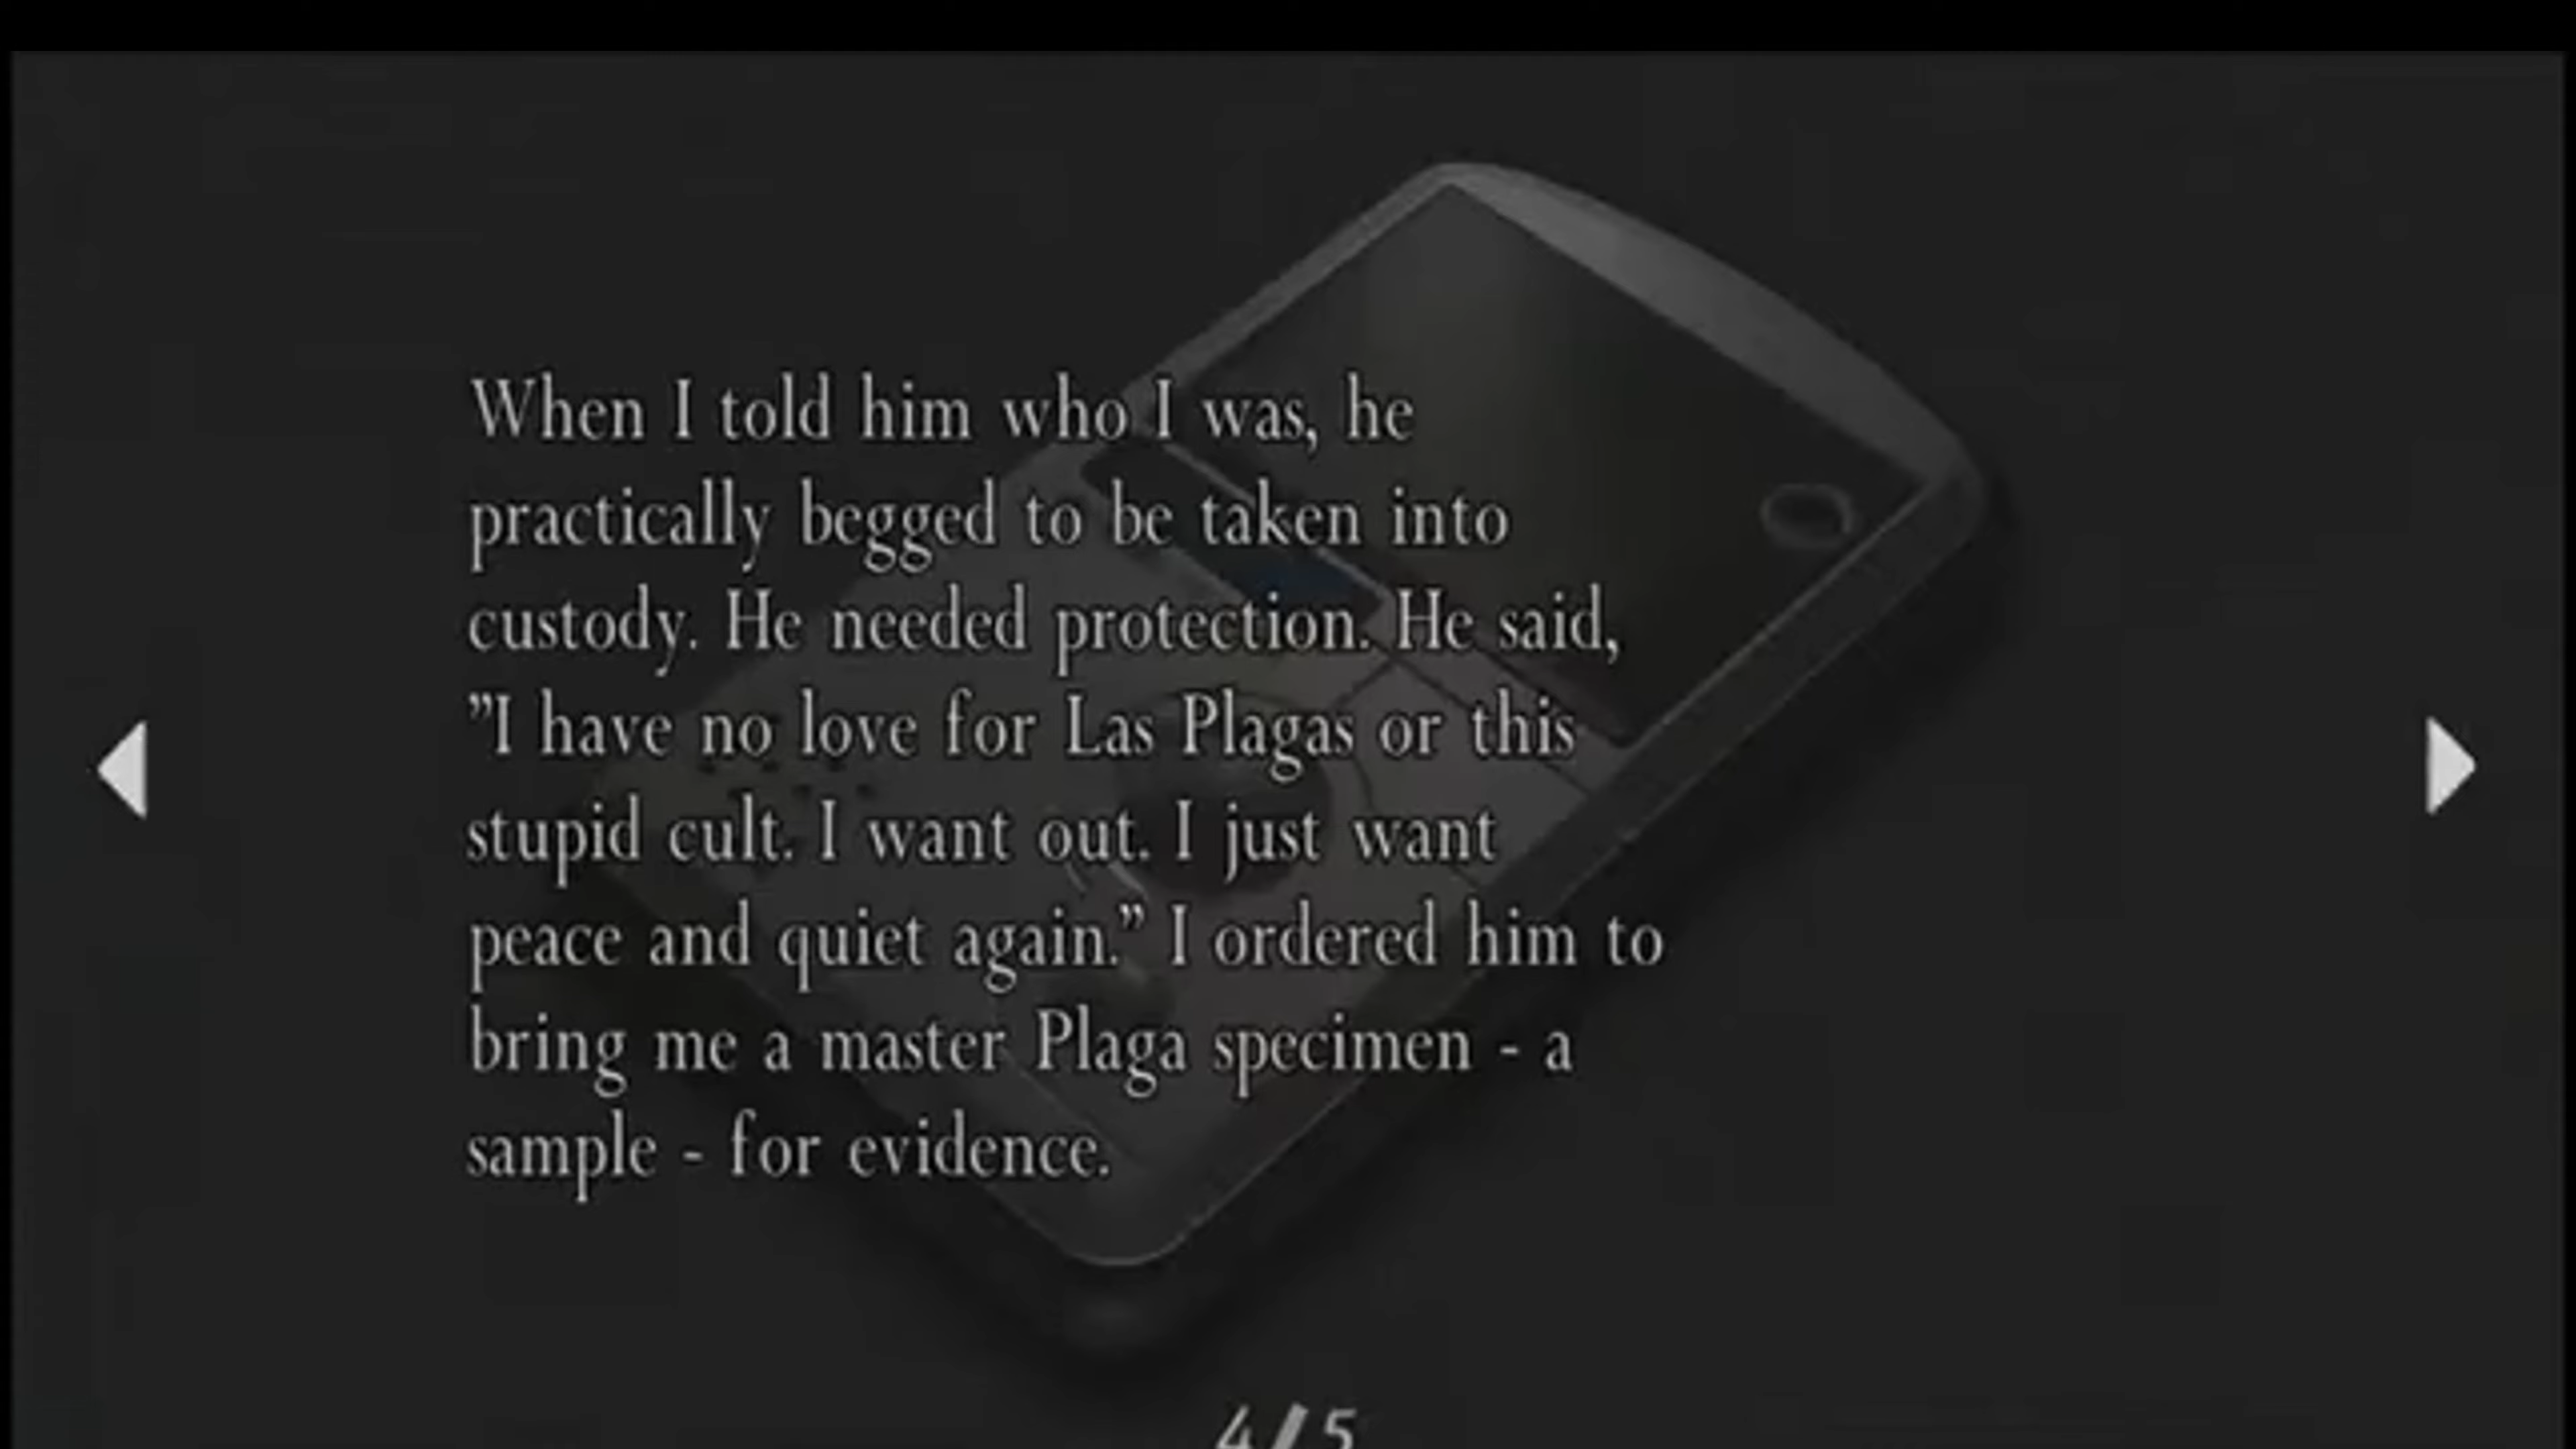 When I told him who I was, he
practically begged to be taken into
custody. He needed protection. He said,
"I have no love for Las Plagas or this
stupid cult. I want out. I just want
peace and quiet again." I ordered him to
bring me a master Plaga specimen - a
sample - for evidence.
4/5